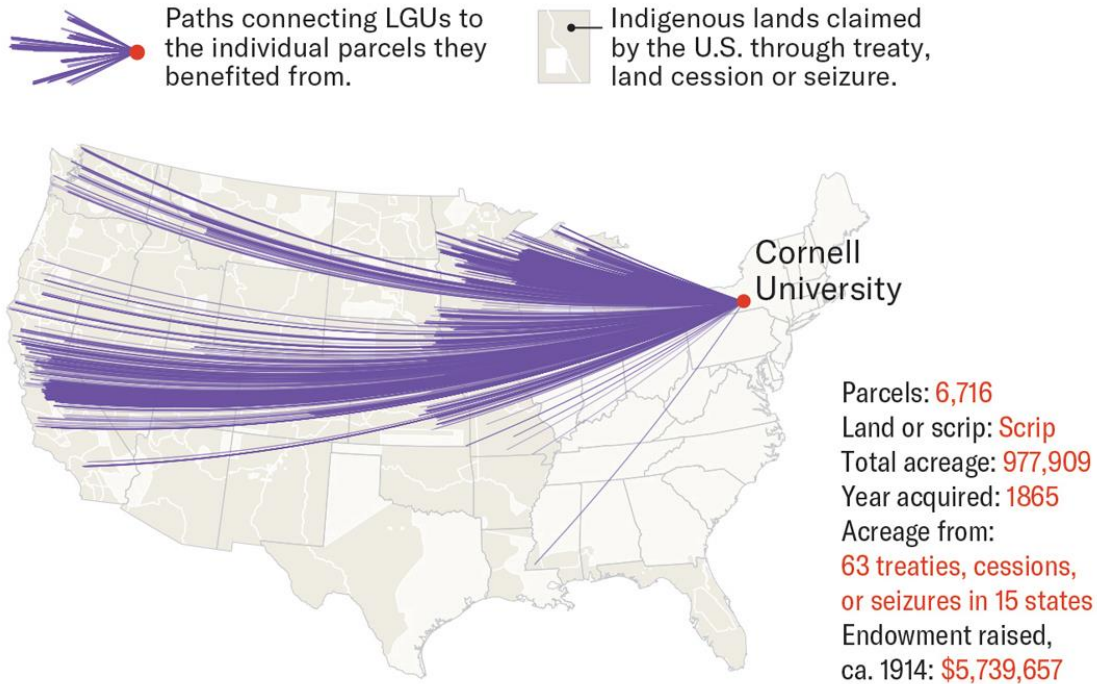 Paths connecting LGUs to
the individual parcels they
benefited from.
Indigenous lands claimed
by the U.S. through treaty,
land cession or seizure.
Cornell
University
Parcels: 6,716
Land or scrip: Scrip
Total acreage: 977,909
Year acquired: 1865
Acreage from:
63 treaties, cessions,
or seizures in 15 states
Endowment raised,
ca. 1914: $5,739,657